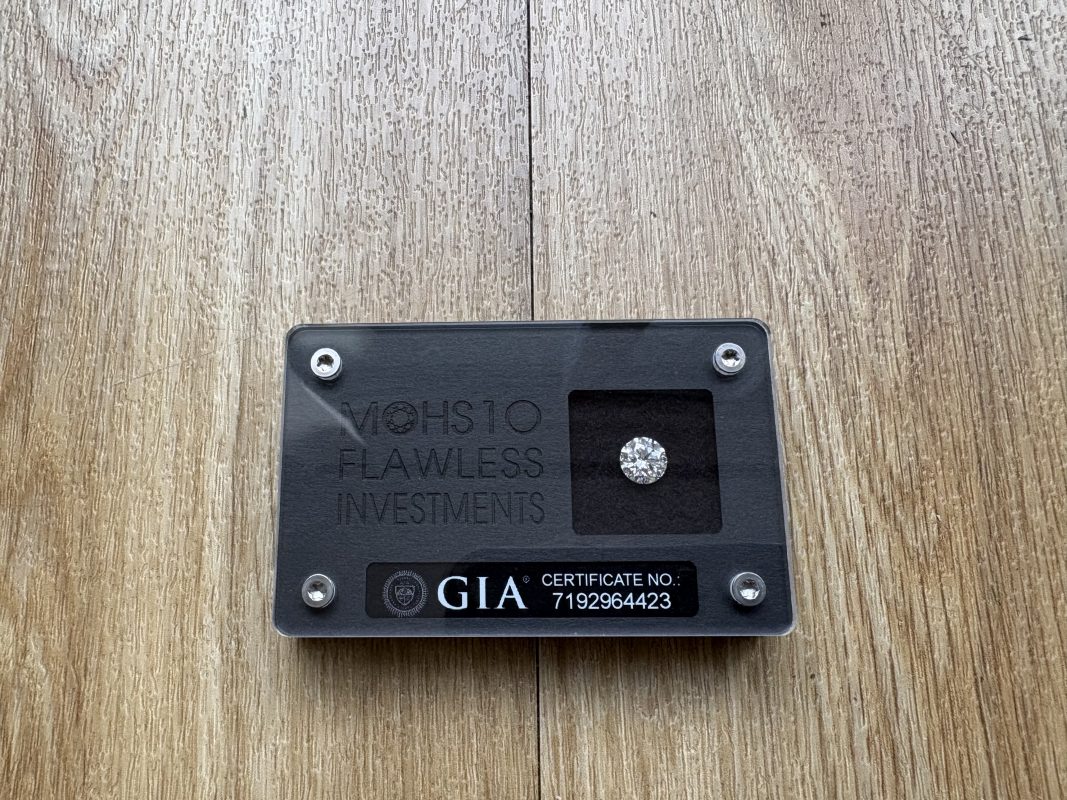 MOHS10
FLAWLESS
INVESTMENTS
GIA®
CERTIFICATE NO.:
7192964423